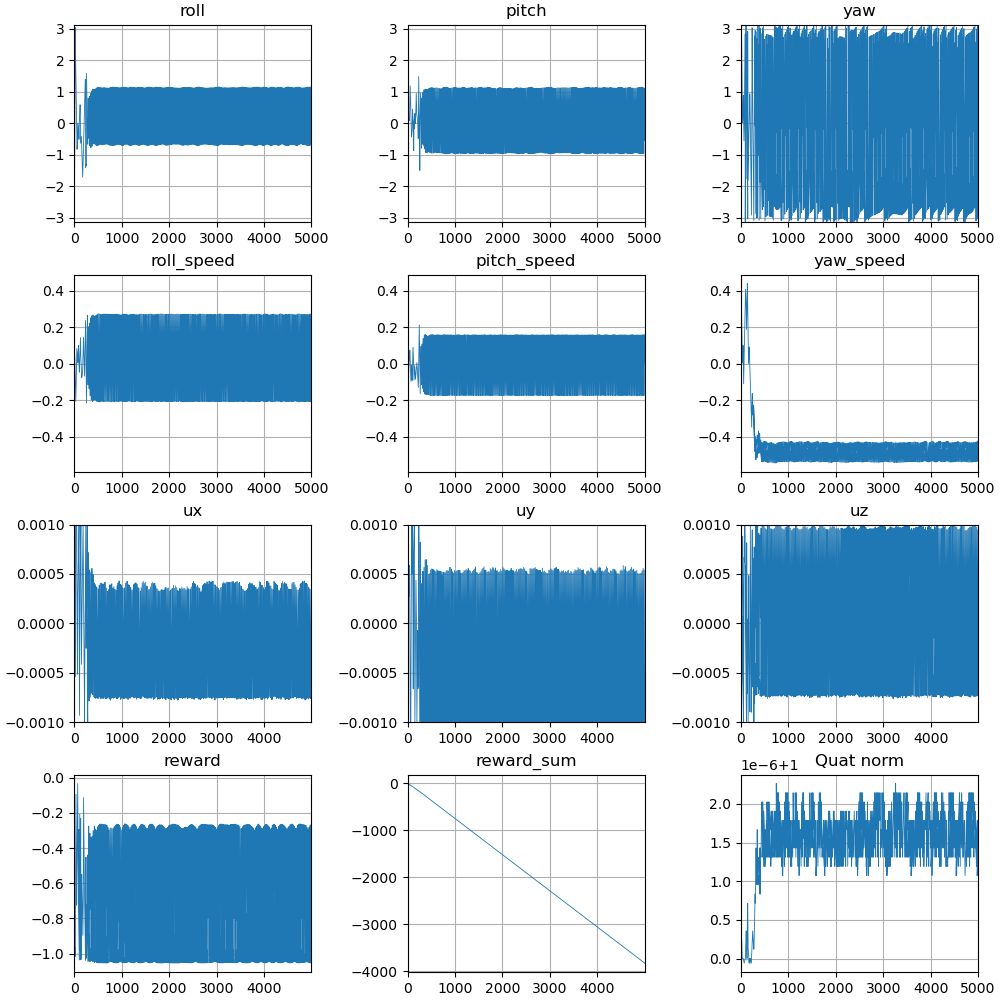 roll pitch yaw
3 3 3
2 2 2
1 1 1
0 0 0
−1 −1 −1
−2 −2 −2
−3 −3 −3
0 1000 2000 3000 4000 5000 0 1000 2000 3000 4000 5000 0 1000 2000 3000 4000 5000
roll_speed pitch_speed yaw_speed
0.4 0.4 0.4
0.2 0.2 0.2
0.0 0.0 0.0
−0.2 −0.2 −0.2
−0.4 −0.4 −0.4
0 1000 2000 3000 4000 5000 0 1000 2000 3000 4000 5000 0 1000 2000 3000 4000 5000
ux uy uz
0.0010 0.0010 0.0010
0.0005 0.0005 0.0005
0.0000 0.0000 0.0000
−0.0005 −0.0005 −0.0005
−0.0010 −0.0010 −0.0010
0 1000 2000 3000 4000 0 1000 2000 3000 4000 0 1000 2000 3000 4000
reward reward_sum 1e−6+1 Quat norm
0.0 0 2.0
−0.2 −1000 1.5
−0.4 −2000 1.0
−0.6 −3000 0.5
−0.8 −4000 0.0
−1.0
0 1000 2000 3000 4000 5000 0 1000 2000 3000 4000 5000 0 1000 2000 3000 4000 5000